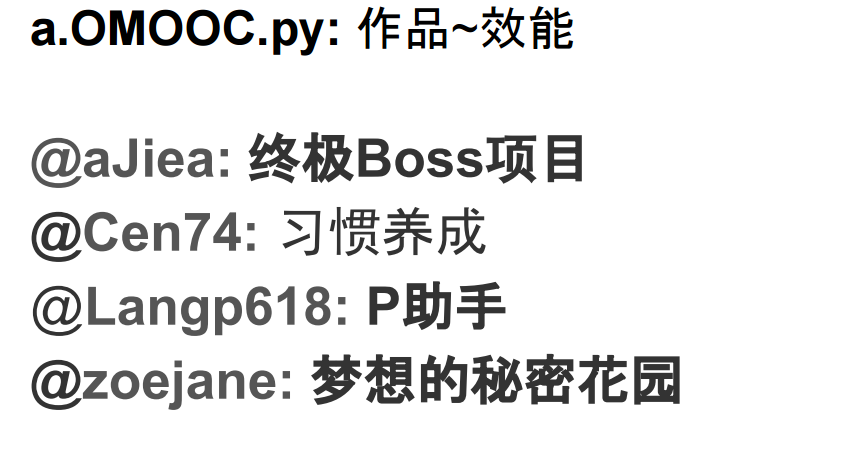 a.OMOOC.py: 作品~效能
@aJiea: 终极Boss项目
@Cen74: 习惯养成
@Langp618: P助手
@zoejane: 梦想的秘密花园